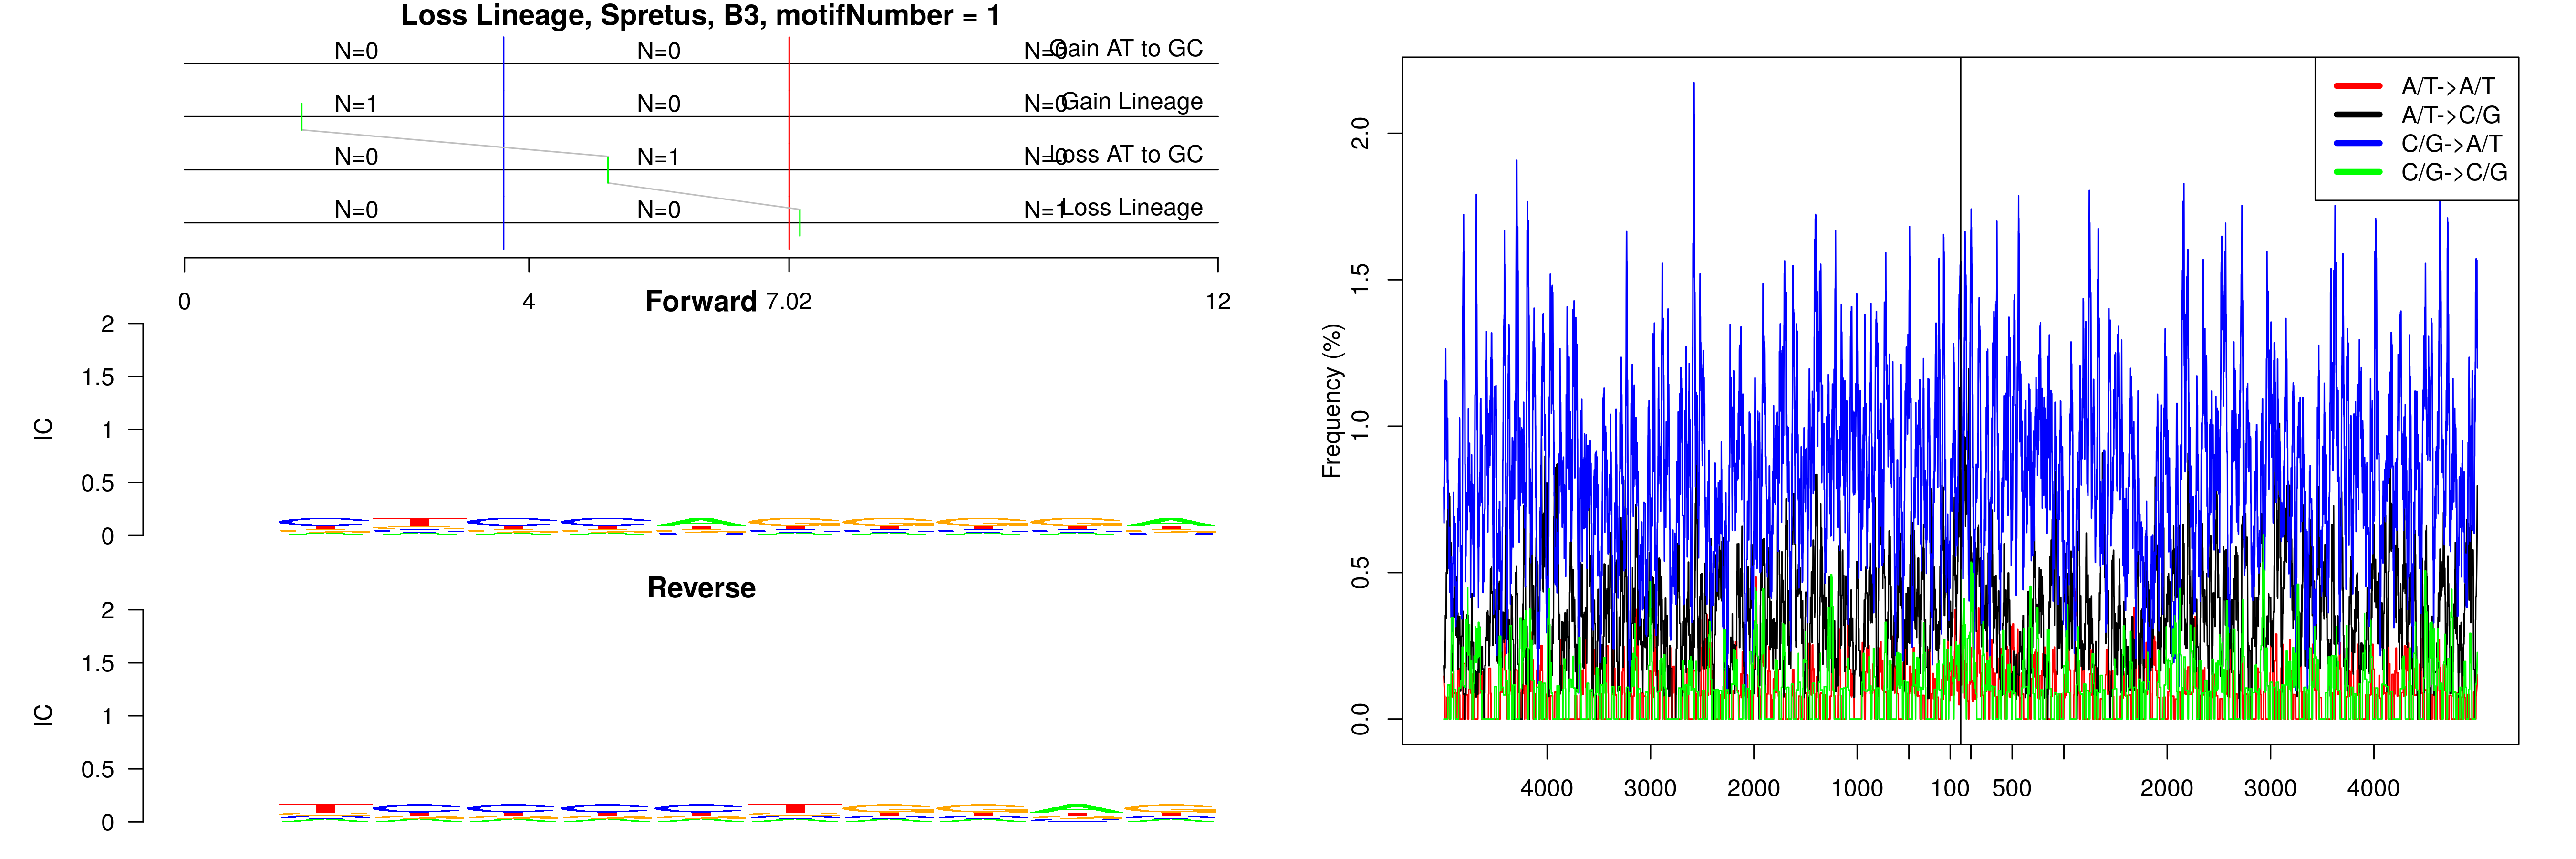 Loss Lineage, Spretus, B3, motifNumber = 1
N=0 N=0 N=0 Gain AT to GC
N=1 N=0 N=0 Gain Lineage
N=0 N=1 N=0 Loss AT to GC
N=0 N=0 N=1 Loss Lineage
0 4 7.02 12
Forward
IC
2
1.5
1
0.5
0
CTCCAGGGGA
Reverse
IC
2
1.5
1
0.5
0
TCCCCTGGAG
Frequency (%)
2.0
1.5
1.0
0.5
0.0
4000 3000 2000 1000 100 500 2000 3000 4000
A/T->A/T
A/T->C/G
C/G->A/T
C/G->C/G